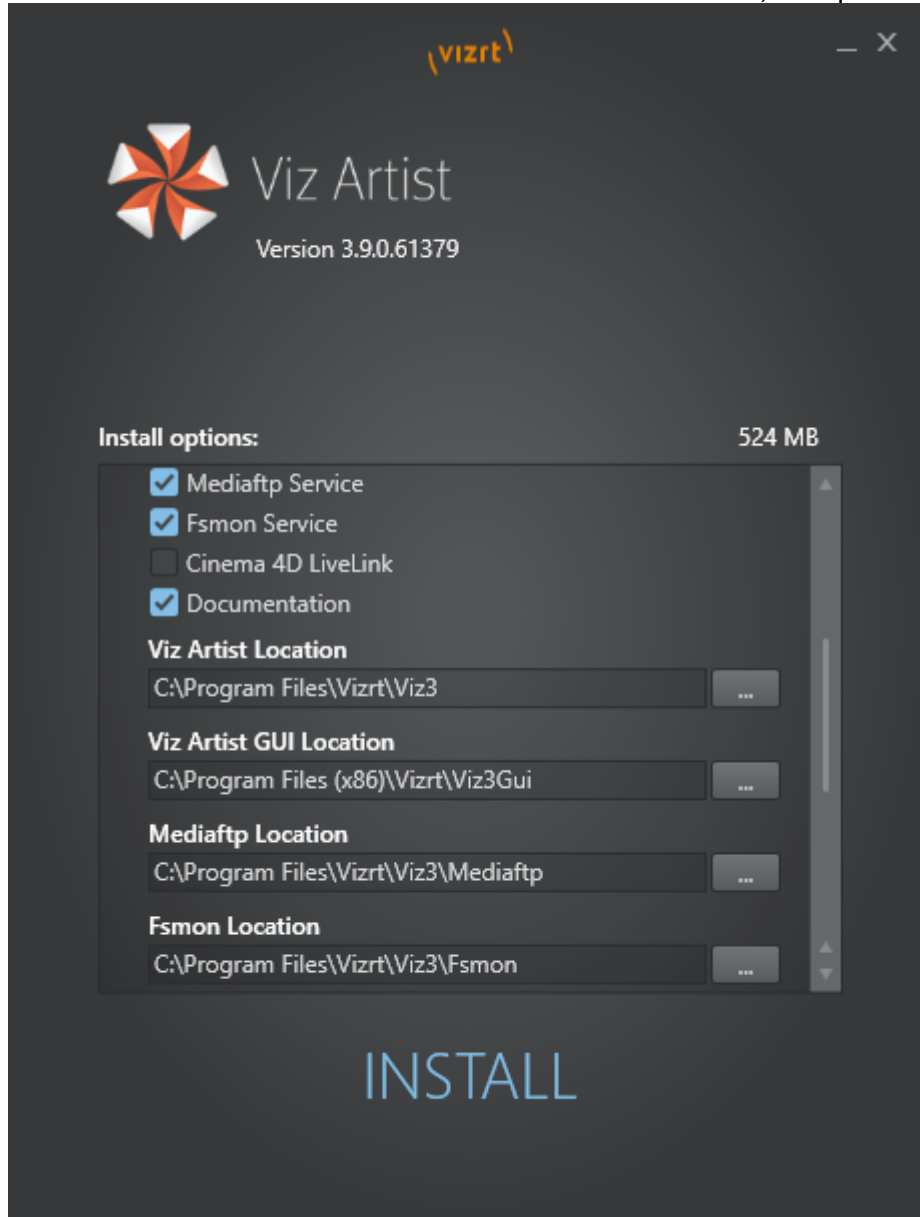 vizrt
Viz Artist
Version 3.9.0.61379
Install options: 524 MB
Mediaftp Service
Fsmon Service
Cinema 4D LiveLink
Documentation
Viz Artist Location
C:\Program Files\Vizrt\Viz3 ...
Viz Artist GUI Location
C:\Program Files (x86)\Vizrt\Viz3Gui ...
Mediaftp Location
C:\Program Files\Vizrt\Viz3\Mediaftp ...
Fsmon Location
C:\Program Files\Vizrt\Viz3\Fsmon ...
INSTALL